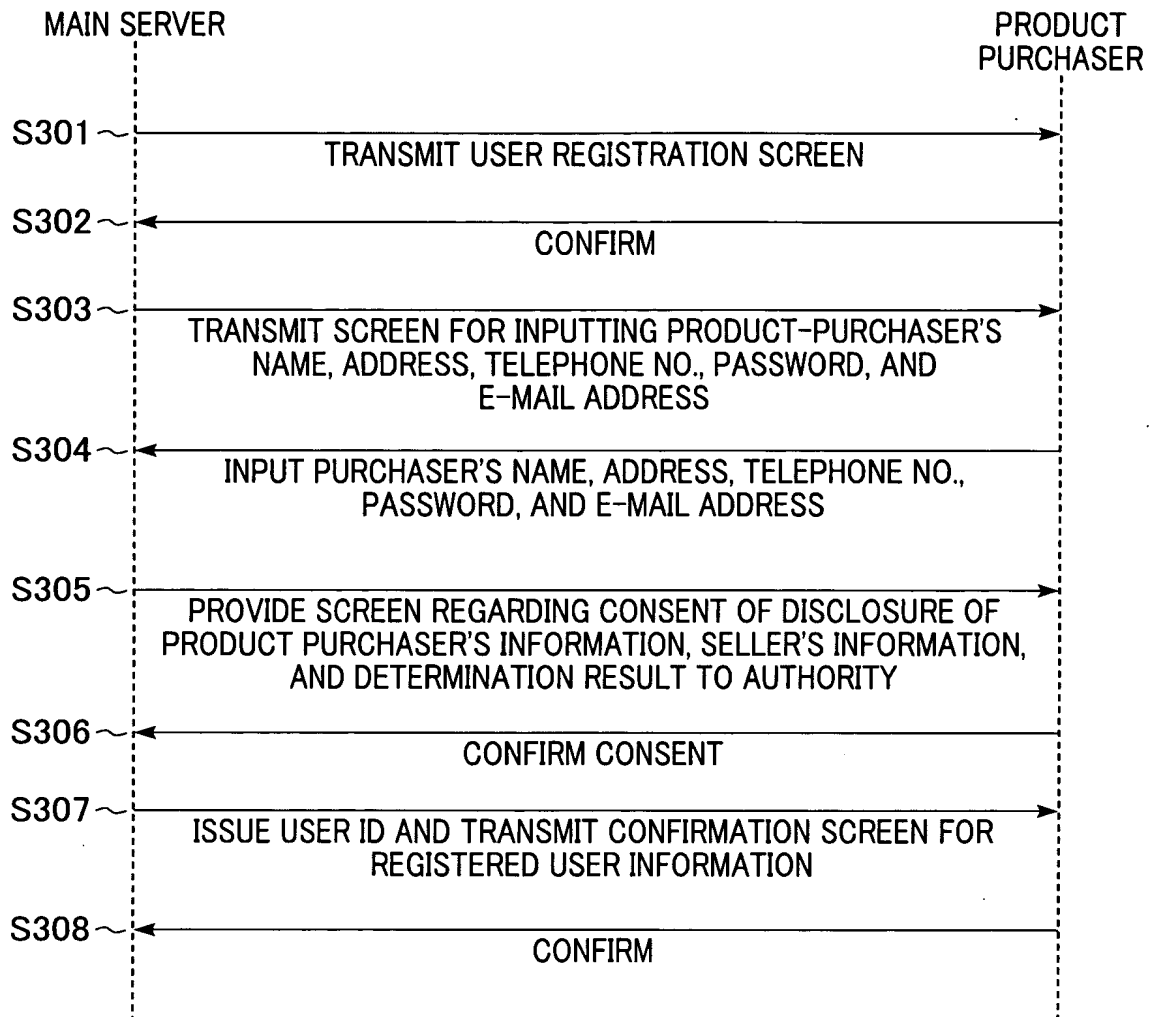 MAIN SERVER
PRODUCT
PURCHASER
S301
TRANSMIT USER REGISTRATION SCREEN
S302
CONFIRM
S303
TRANSMIT SCREEN FOR INPUTTING PRODUCT-PURCHASER'S
NAME, ADDRESS, TELEPHONE NO., PASSWORD, AND
E-MAIL ADDRESS
S304
INPUT PURCHASER'S NAME, ADDRESS, TELEPHONE NO.,
PASSWORD, AND E-MAIL ADDRESS
S305
PROVIDE SCREEN REGARDING CONSENT OF DISCLOSURE OF
PRODUCT PURCHASER'S INFORMATION, SELLER'S INFORMATION,
AND DETERMINATION RESULT TO AUTHORITY
S306
CONFIRM CONSENT
S307
ISSUE USER ID AND TRANSMIT CONFIRMATION SCREEN FOR
REGISTERED USER INFORMATION
S308
CONFIRM